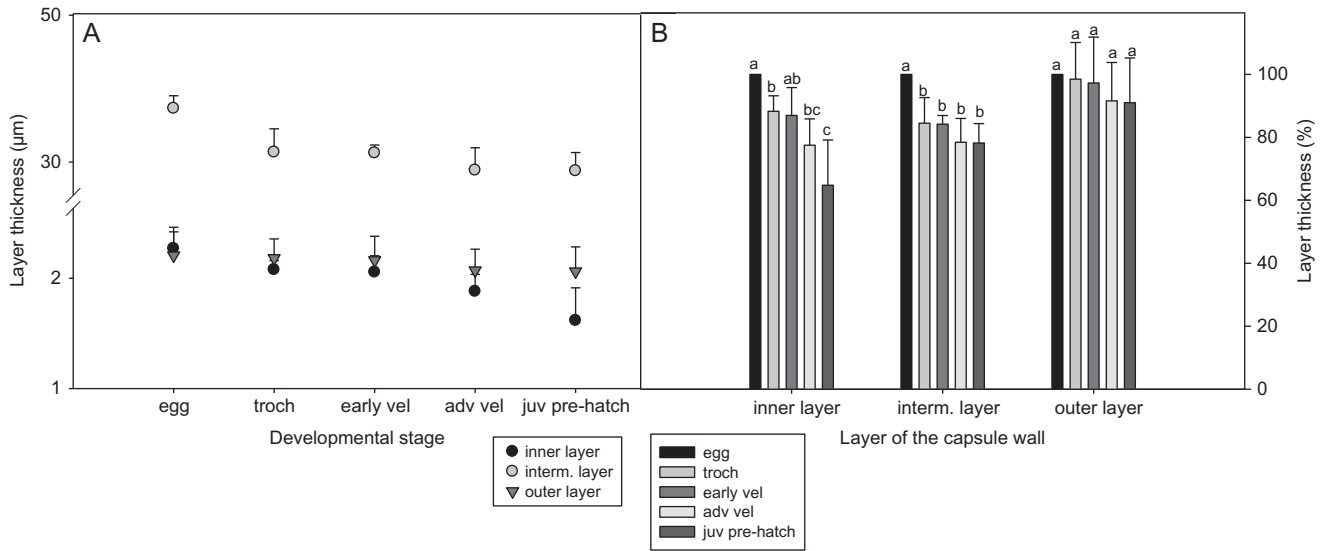 A
50
30
2
1
Layer thickness (µm)
egg troch early vel adv vel juv pre-hatch
Developmental stage
inner layer
interm. layer
outer layer
B
a b ab bc c
a b b b b
a a a a a
100
80
60
40
20
0
Layer thickness (%)
inner layer interm. layer outer layer
Layer of the capsule wall
egg
troch
early vel
adv vel
juv pre-hatch